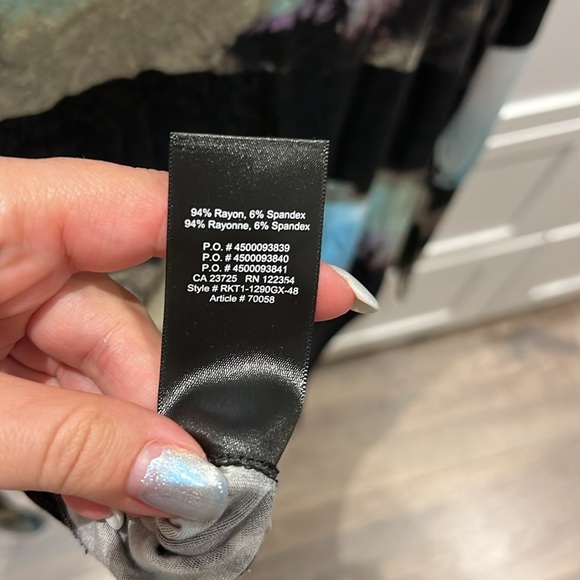 94% Rayon, 6% Spandex
94% Rayonne, 6% Spandex
P.O. # 4500093839
P.O. # 4500093840
P.O. # 4500093841
CA 23725 RN 122354
Style # RKT1-1290GX-48
Article # 70058